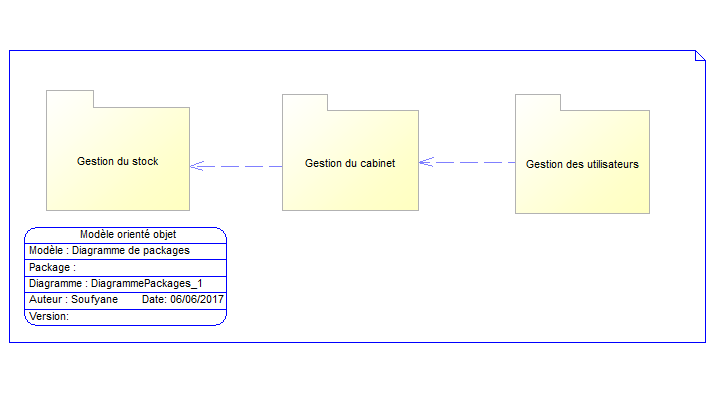 Gestion du stock
Gestion du cabinet
Gestion des utilisateurs
Modèle orienté objet
Modèle : Diagramme de packages
Package :
Diagramme : DiagrammePackages_1
Auteur : Soufyane Date: 06/06/2017
Version: